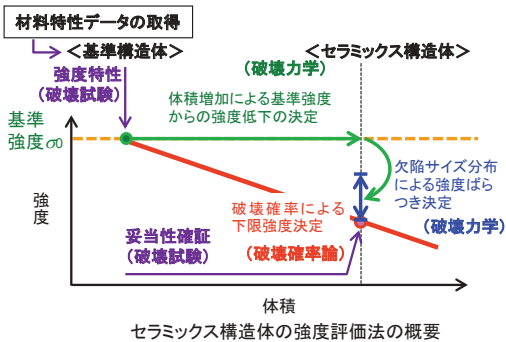 材料特性データの取得
＜基準構造体＞
＜セラミックス構造体＞
強度特性
（破壊試験）
（破壊力学）
体積増加による基準強度
からの強度低下の決定
基準
強度σ0
欠陥サイズ分布
による強度ばら
つき決定
（破壊力学）
強度
破壊確率による
下限強度決定
（破壊確率論）
妥当性確証
（破壊試験）
体積
セラミックス構造体の強度評価法の概要